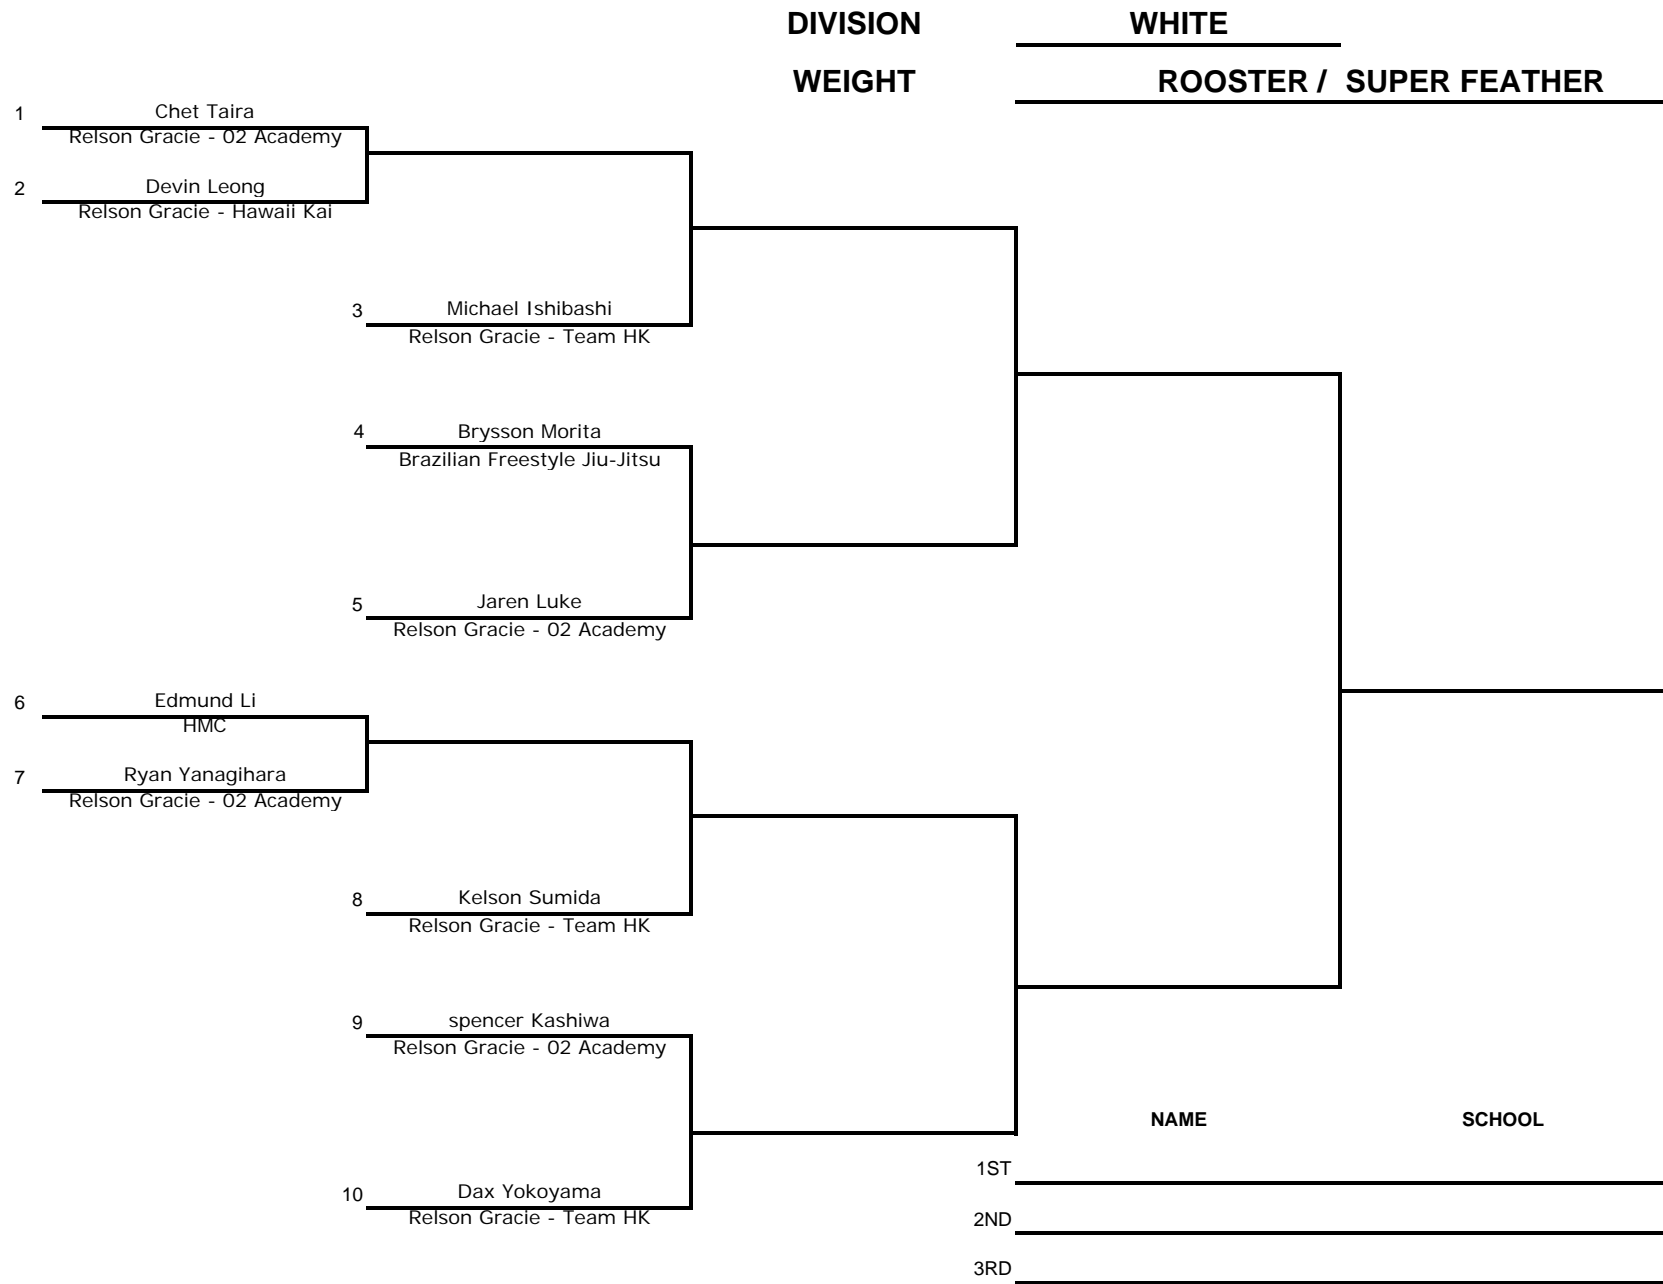 DIVISION WHITE
WEIGHT ROOSTER / SUPER FEATHER
1 Chet Taira
Relson Gracie - 02 Academy
2 Devin Leong
Relson Gracie - Hawaii Kai
3 Michael Ishibashi
Relson Gracie - Team HK
4 Brysson Morita
Brazilian Freestyle Jiu-Jitsu
5 Jaren Luke
Relson Gracie - 02 Academy
6 Edmund Li
HMC
7 Ryan Yanagihara
Relson Gracie - 02 Academy
8 Kelson Sumida
Relson Gracie - Team HK
9 spencer Kashiwa
Relson Gracie - 02 Academy
10 Dax Yokoyama
Relson Gracie - Team HK
NAME SCHOOL
1ST
2ND
3RD